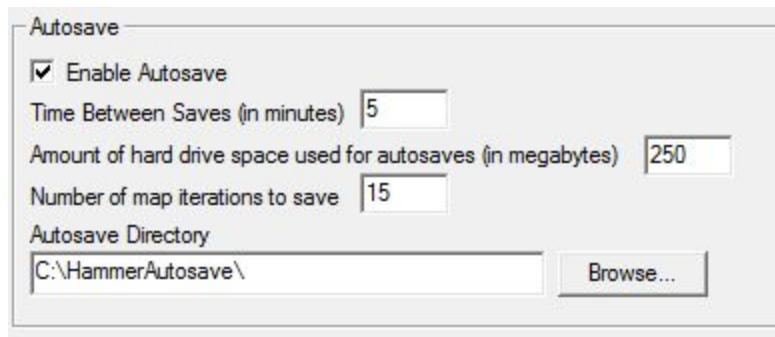 Autosave
Enable Autosave
Time Between Saves (in minutes) 5
Amount of hard drive space used for autosaves (in megabytes) 250
Number of map iterations to save 15
Autosave Directory
C:\HammerAutosave\ Browse...